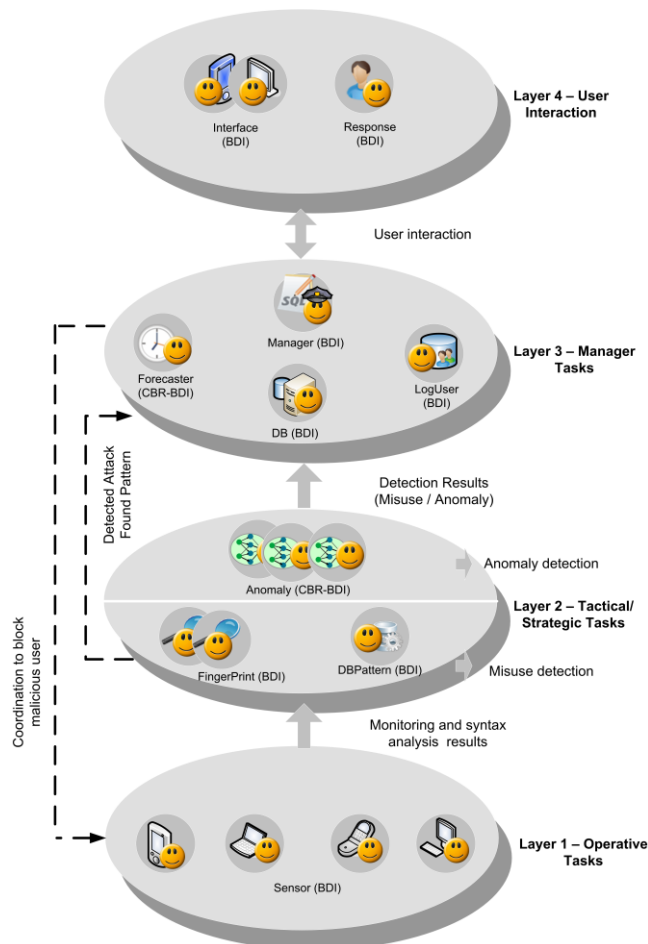 Interface
(BDI)
Response
(BDI)
Layer 4 – User
Interaction
User interaction
SQL
Manager (BDI)
Forecaster
(CBR-BDI)
LogUser
(BDI)
DB (BDI)
Layer 3 – Manager
Tasks
Detected Attack
Found Pattern
Detection Results
(Misuse / Anomaly)
Anomaly (CBR-BDI)
Anomaly detection
Layer 2 – Tactical/
Strategic Tasks
FingerPrint (BDI)
DBPattern (BDI)
Misuse detection
Coordination to block
malicious user
Monitoring and syntax
analysis results
Sensor (BDI)
Layer 1 – Operative
Tasks